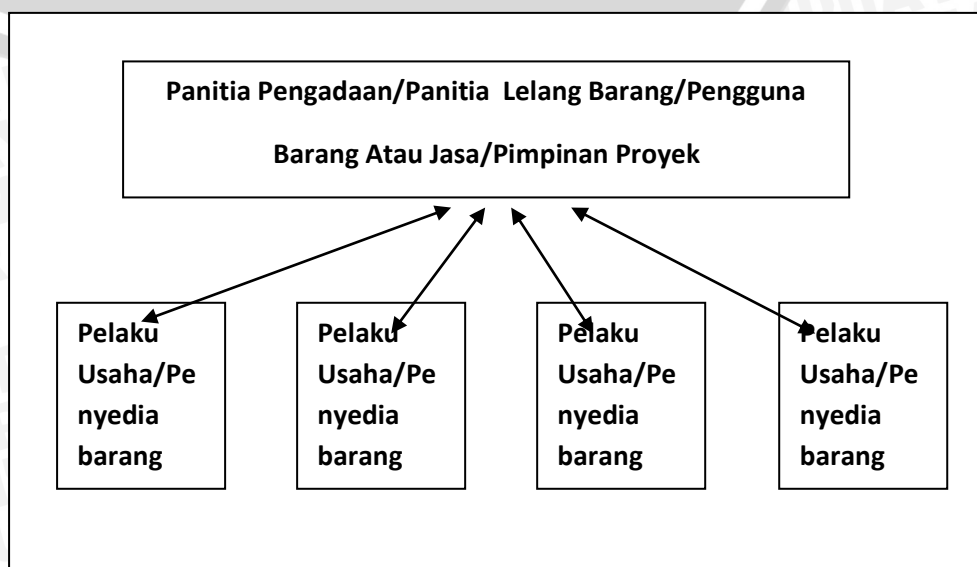 Panitia Pengadaan/Panitia Lelang Barang/Pengguna
Barang Atau Jasa/Pimpinan Proyek
Pelaku
Usaha/Pe
nyedia
barang
Pelaku
Usaha/Pe
nyedia
barang
Pelaku
Usaha/Pe
nyedia
barang
Pelaku
Usaha/Pe
nyedia
barang